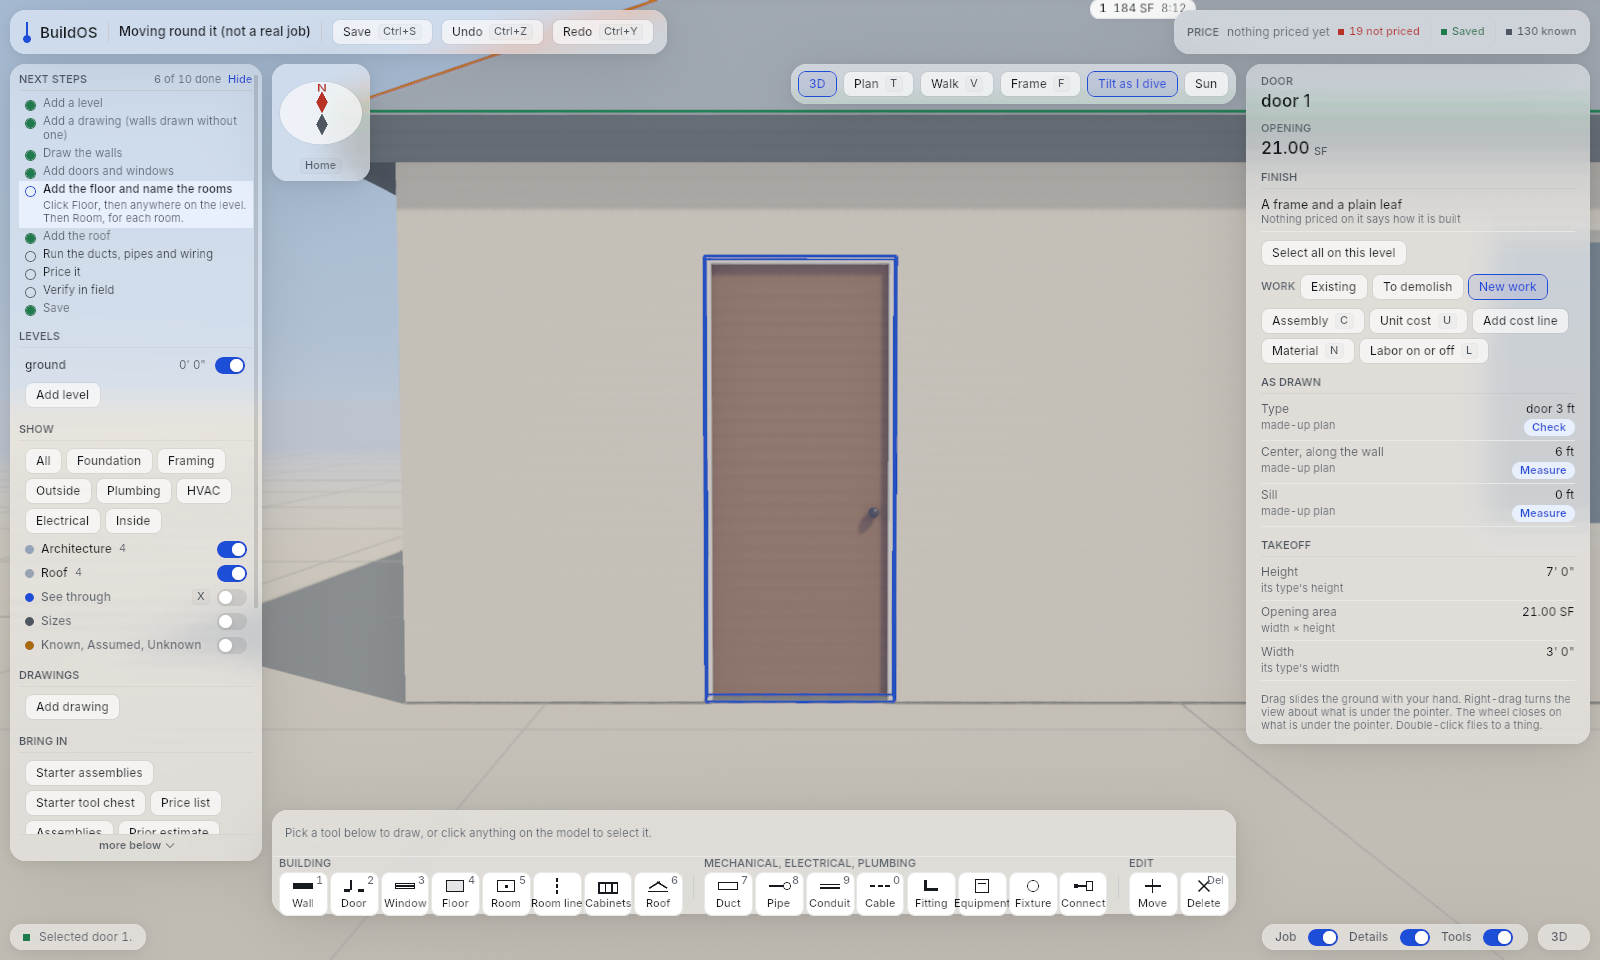 BuildOS
Moving round it (not a real job)
Save Ctrl+S
Undo Ctrl+Z
Redo Ctrl+Y
1 184 SF 8:12
PRICE nothing priced yet 19 not priced Saved 130 known
NEXT STEPS 6 of 10 done Hide
Add a level
Add a drawing (walls drawn without
one)
Draw the walls
Add doors and windows
Add the floor and name the rooms
Click Floor, then anywhere on the level.
Then Room, for each room.
Add the roof
Run the ducts, pipes and wiring
Price it
Verify in field
Save
LEVELS
ground 0' 0"
Add level
SHOW
All Foundation Framing
Outside Plumbing HVAC
Electrical Inside
Architecture 4
Roof 4
See through X
Sizes
Known, Assumed, Unknown
DRAWINGS
Add drawing
BRING IN
Starter assemblies
Starter tool chest Price list
Assemblies Prior estimate
more below
N
Home
3D Plan T Walk V Frame F Tilt as I dive Sun
DOOR
door 1
OPENING
21.00 SF
FINISH
A frame and a plain leaf
Nothing priced on it says how it is built
Select all on this level
WORK Existing To demolish New work
Assembly C Unit cost U Add cost line
Material N Labor on or off L
AS DRAWN
Type door 3 ft
made-up plan Check
Center, along the wall 6 ft
made-up plan Measure
Sill 0 ft
made-up plan Measure
TAKEOFF
Height 7' 0"
its type's height
Opening area 21.00 SF
width × height
Width 3' 0"
its type's width
Drag slides the ground with your hand. Right-drag turns the
view about what is under the pointer. The wheel closes on
what is under the pointer. Double-click flies to a thing.
Pick a tool below to draw, or click anything on the model to select it.
BUILDING MECHANICAL, ELECTRICAL, PLUMBING EDIT
1 2 3 4 5 6 7 8 9 0 Del
Wall Door Window Floor Room Room line Cabinets Roof Duct Pipe Conduit Cable Fitting Equipment Fixture Connect Move Delete
Selected door 1.
Job Details Tools 3D